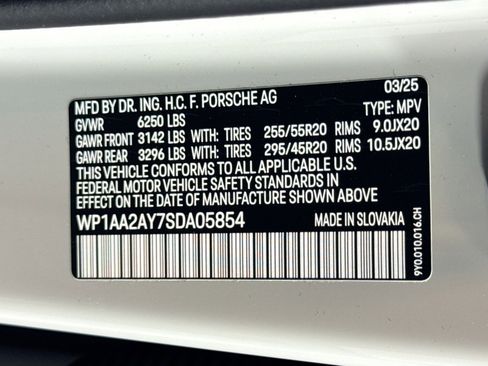 03/25
MFD BY DR. ING. H.C. F. PORSCHE AG
GVWR 6250 LBS TYPE: MPV
GAWR FRONT 3142 LBS WITH: TIRES 255/55R20 RIMS 9.0JX20
GAWR REAR 3296 LBS WITH: TIRES 295/45R20 RIMS 10.5JX20
THIS VEHICLE CONFORMS TO ALL APPLICABLE U.S.
FEDERAL MOTOR VEHICLE SAFETY STANDARDS IN
EFFECT ON THE DATE OF MANUFACTURE SHOWN ABOVE
WP1AA2AY7SDA05854 MADE IN SLOVAKIA
9Y0.010.016.CH